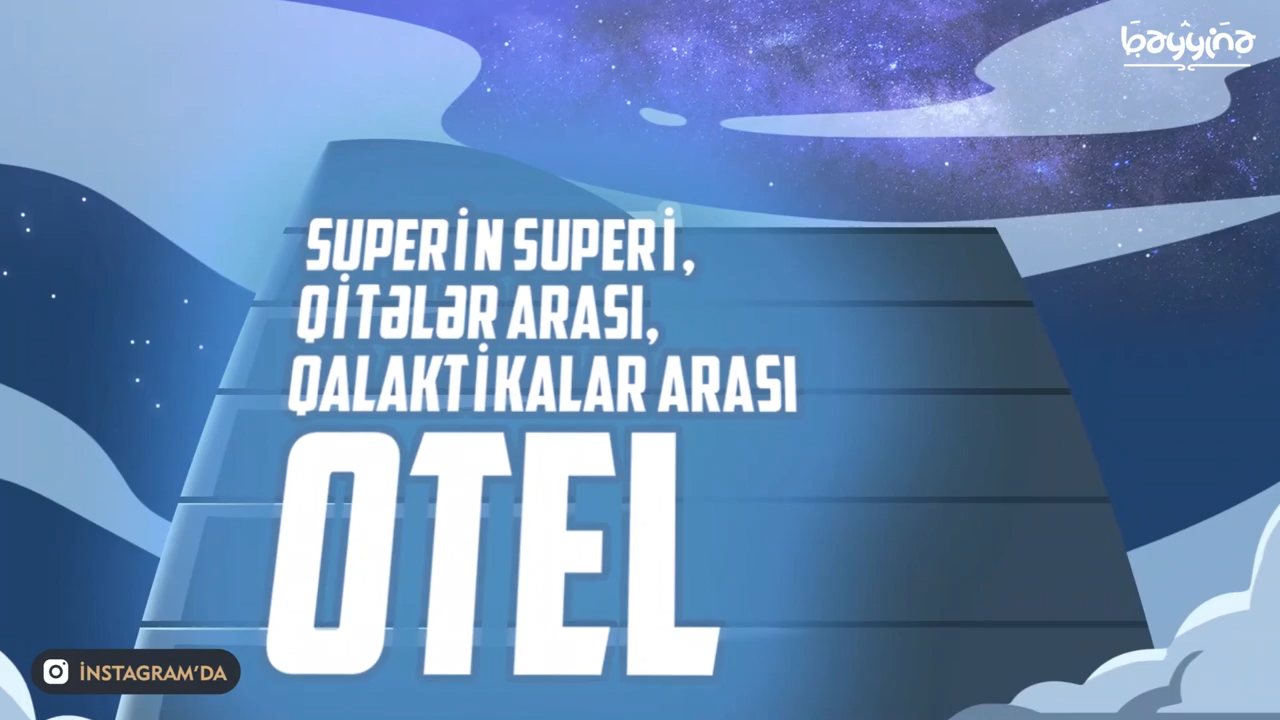 bəyyinə
SUPERİN SUPERİ,
QİTƏLƏR ARASI,
QALAKTİKALAR ARASI
OTEL
İNSTAGRAM'DA